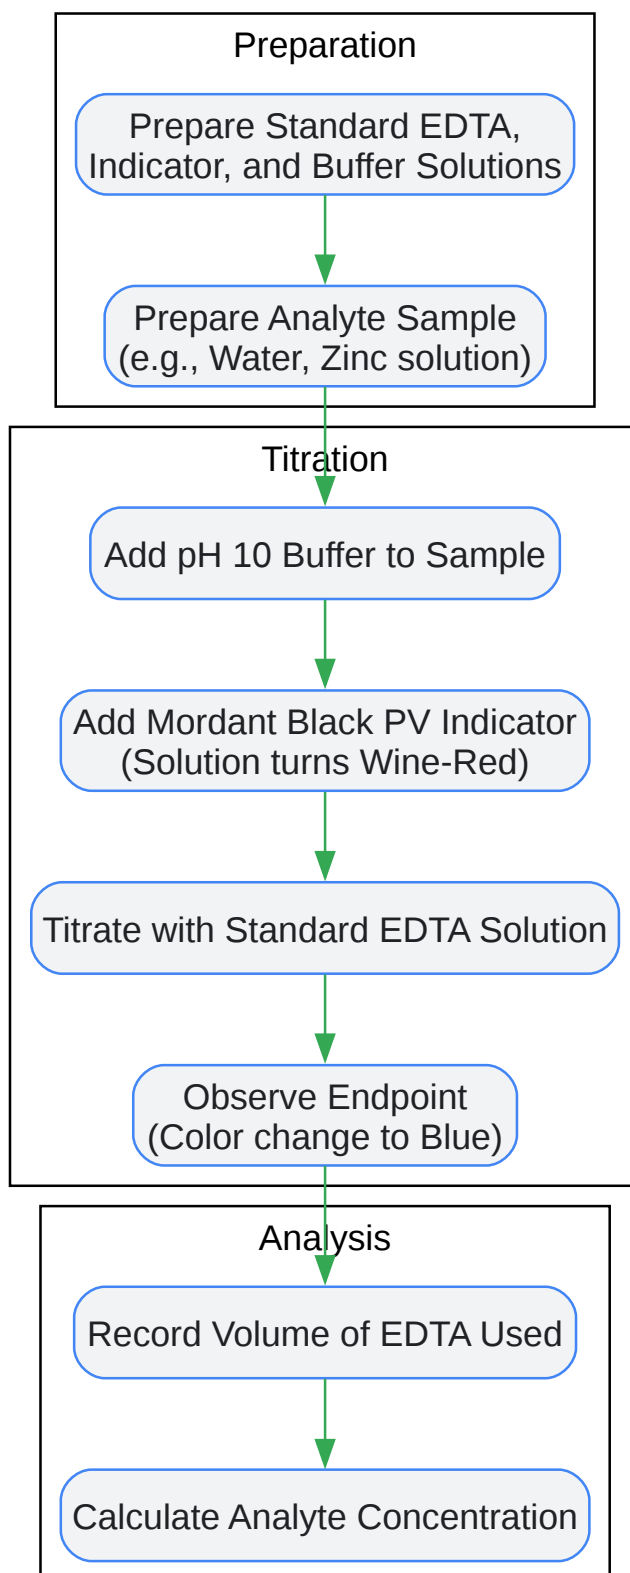 Preparation
Prepare Standard EDTA,
Indicator, and Buffer Solutions
Prepare Analyte Sample
(e.g., Water, Zinc solution)
Titration
Add pH 10 Buffer to Sample
Add Mordant Black PV Indicator
(Solution turns Wine-Red)
Titrate with Standard EDTA Solution
Observe Endpoint
(Color change to Blue)
Analysis
Record Volume of EDTA Used
Calculate Analyte Concentration